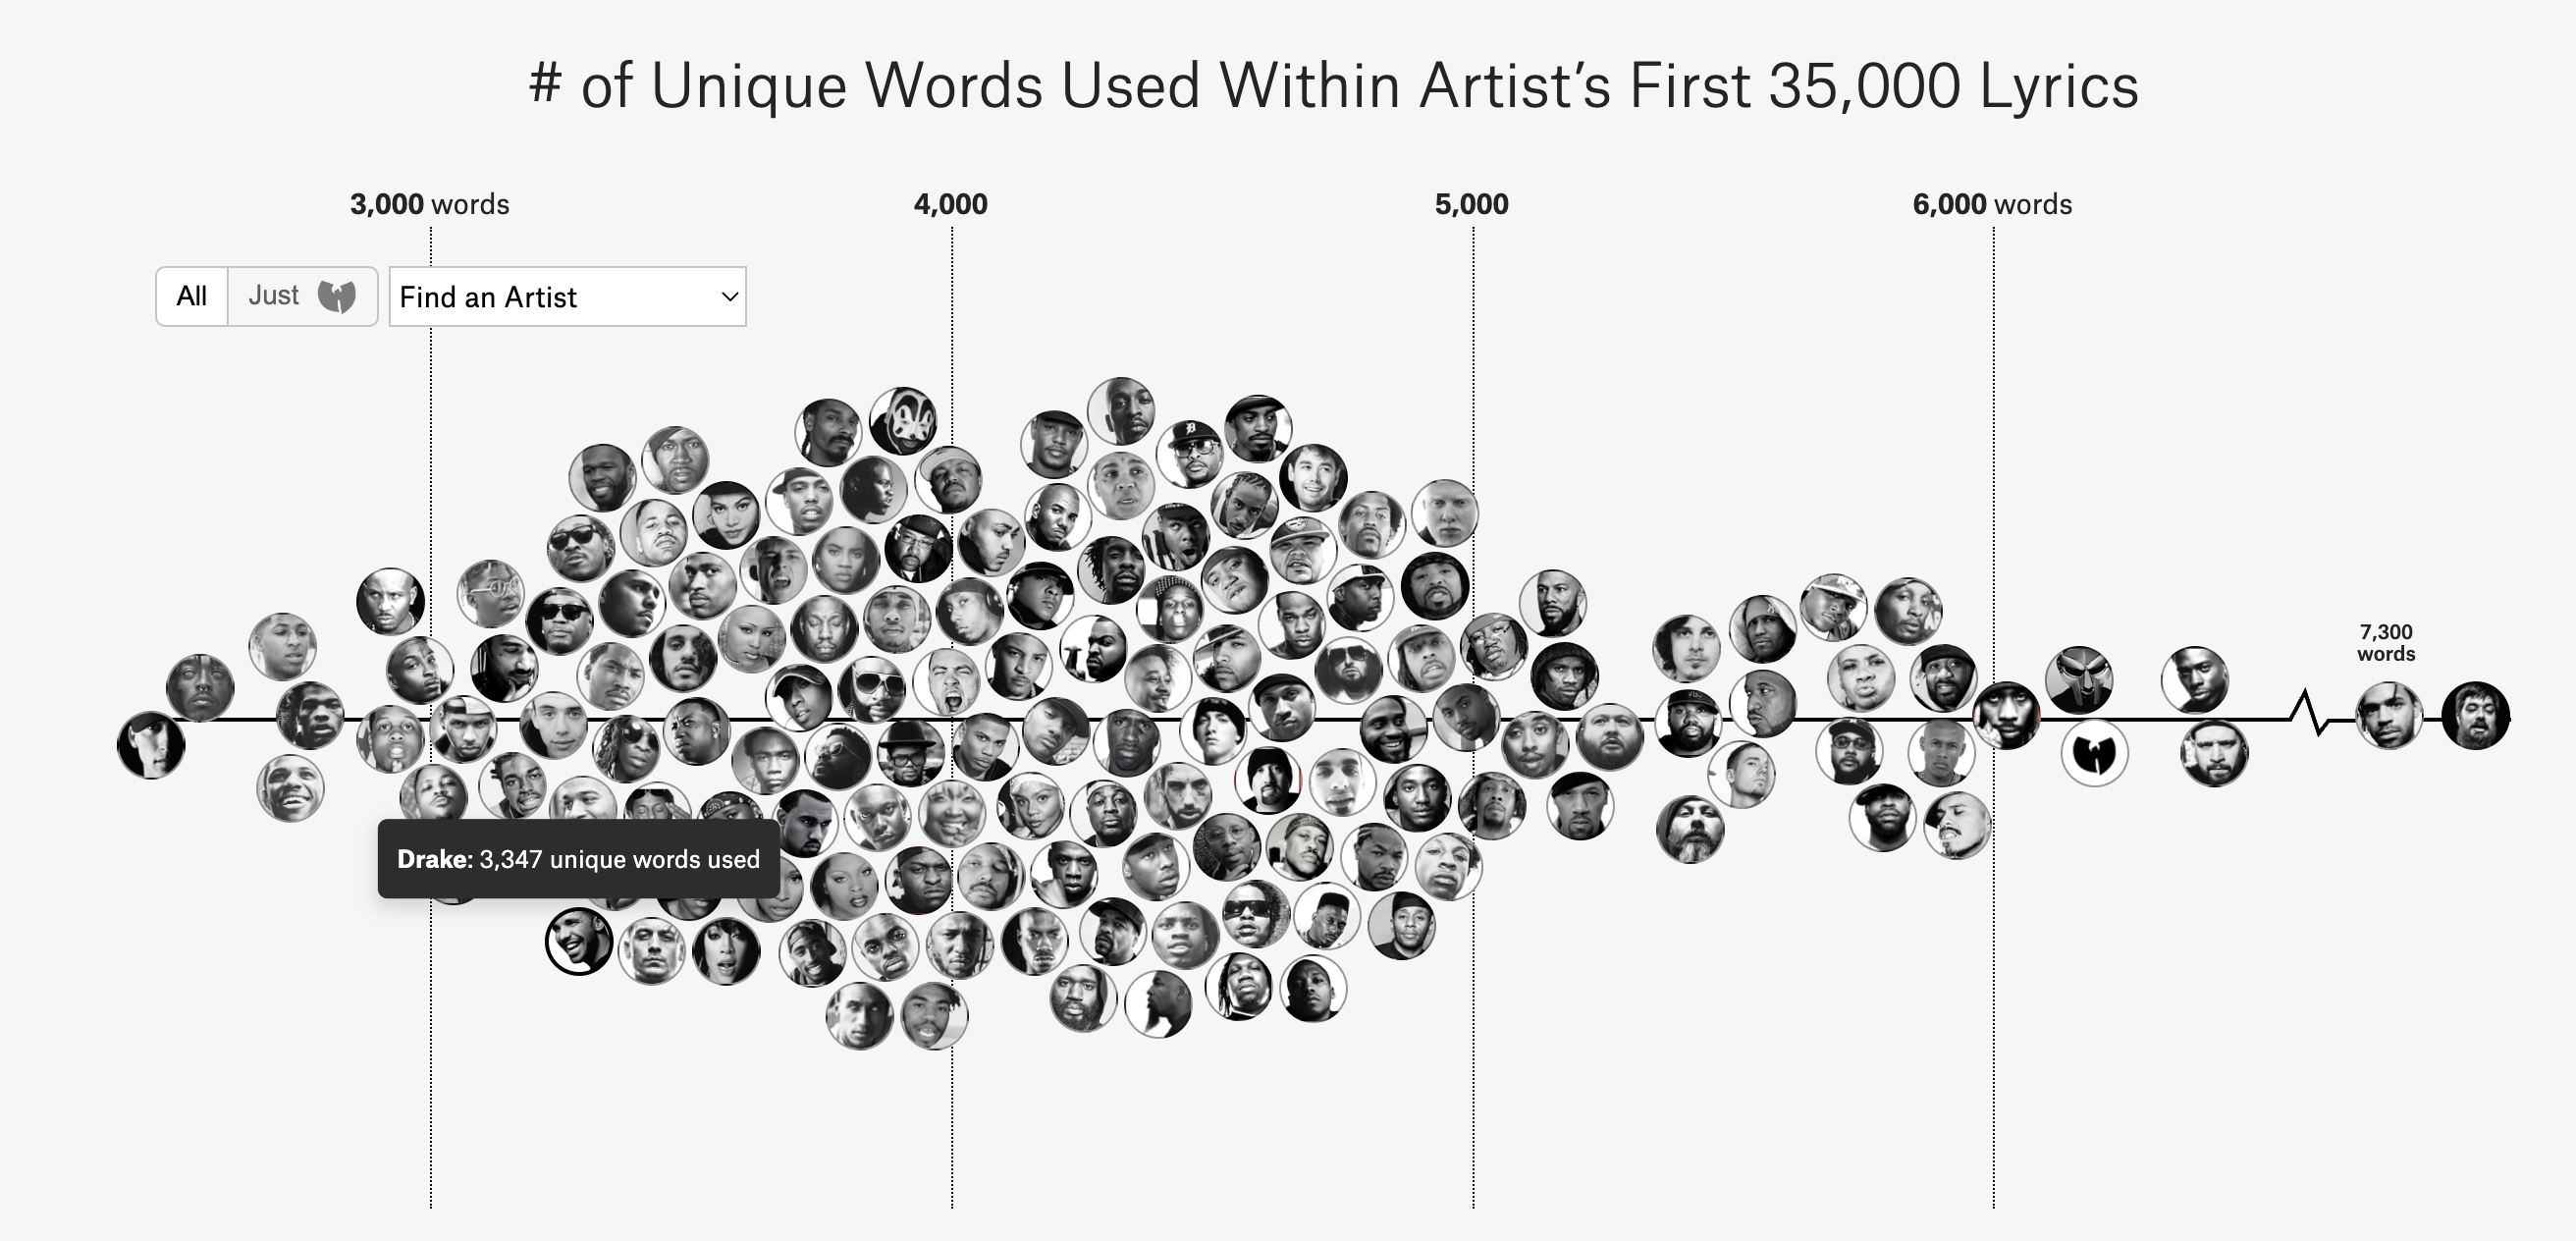 # of Unique Words Used Within Artist’s First 35,000 Lyrics
3,000 words
4,000
5,000
6,000 words
All
Just
Find an Artist
7,300
words
Drake: 3,347 unique words used